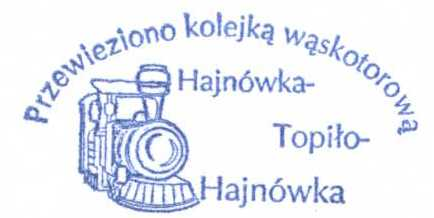 Przewieziono kolejką wąskotorową
Hajnówka-
Topiło-
Hajnówka